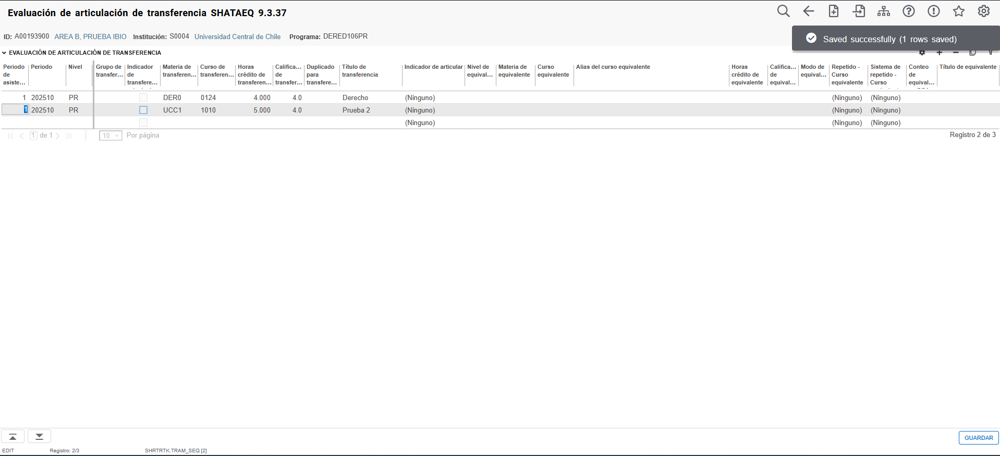 Evaluación de articulación de transferencia SHATAEQ 9.3.37
ID: A00193900 AREA B, PRUEBA IBIO Institución: S0004 Universidad Central de Chile Programa: DERED106PR
Saved successfully (1 rows saved)
EVALUACIÓN DE ARTICULACIÓN DE TRANSFERENCIA
Periodo de asiste... Periodo Nivel Grupo de transfer... Indicador de transfere... Materia de transferen... Curso de transferen... Horas crédito de transferen... Califica... de transfer... Duplicado para transfere... Título de transferencia Indicador de articular Nivel de equival... Materia de equivalente Curso equivalente Alias del curso equivalente Horas crédito de equivalente Califica... de equival... Modo de equival... Repetido - Curso equivalente Sistema de repetido - Curso Conteo de equival... Título de equivalente
1 202510 PR DER0 0124 4.000 4.0 Derecho (Ninguno) (Ninguno) (Ninguno)
1 202510 PR UCC1 1010 5.000 4.0 Prueba 2 (Ninguno) (Ninguno) (Ninguno)
(Ninguno) (Ninguno) (Ninguno)
1 de 1 10 Por página Registro 2 de 3
GUARDAR
EDIT Registro: 2/3 SHRTRTK.TRAM_SEQ [2]